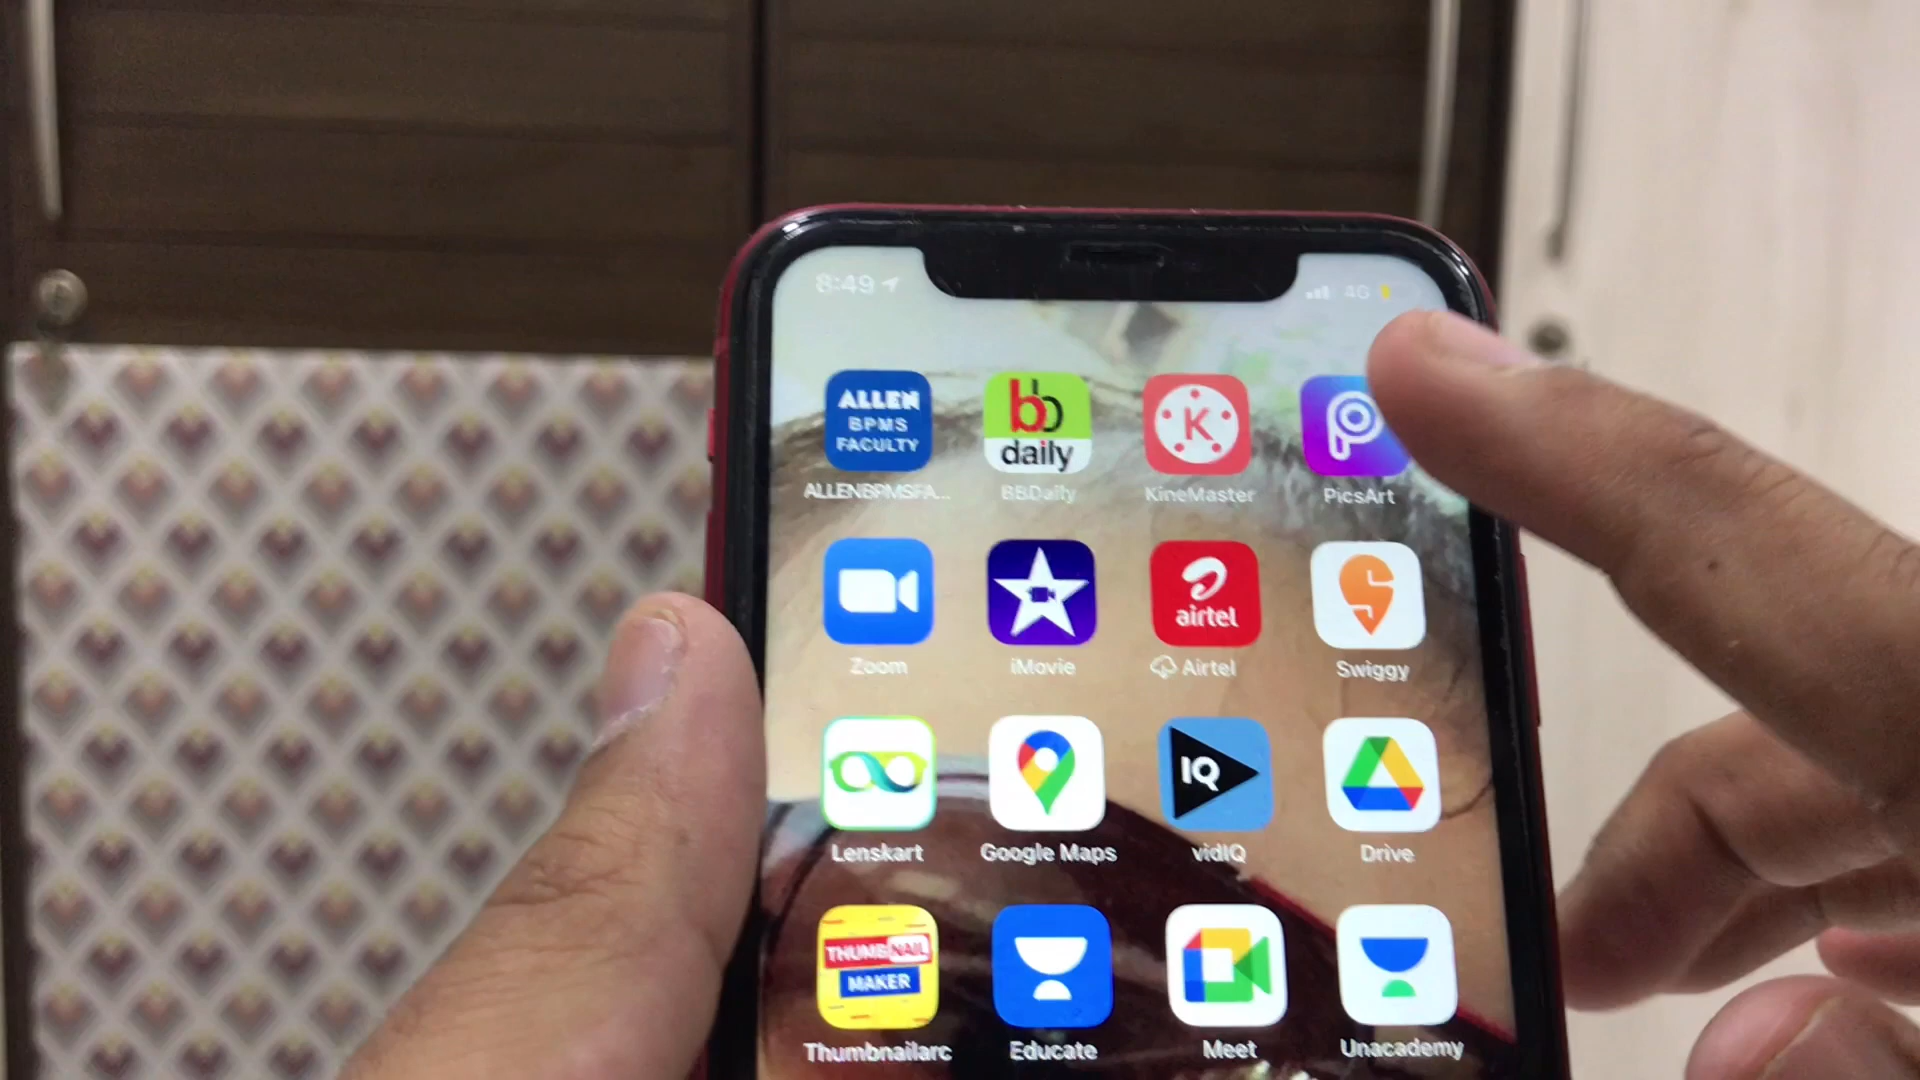 8:49
4G
ALLEN
BPMS
FACULTY
bb
daily
K
P
ALLENBPMSFA...
BBDaily
KineMaster
PicsArt
airtel
Zoom
iMovie
Airtel
Swiggy
IQ
Lenskart
Google Maps
vidIQ
Drive
THUMBNAIL
MAKER
Thumbnailarc
Educate
Meet
Unacademy